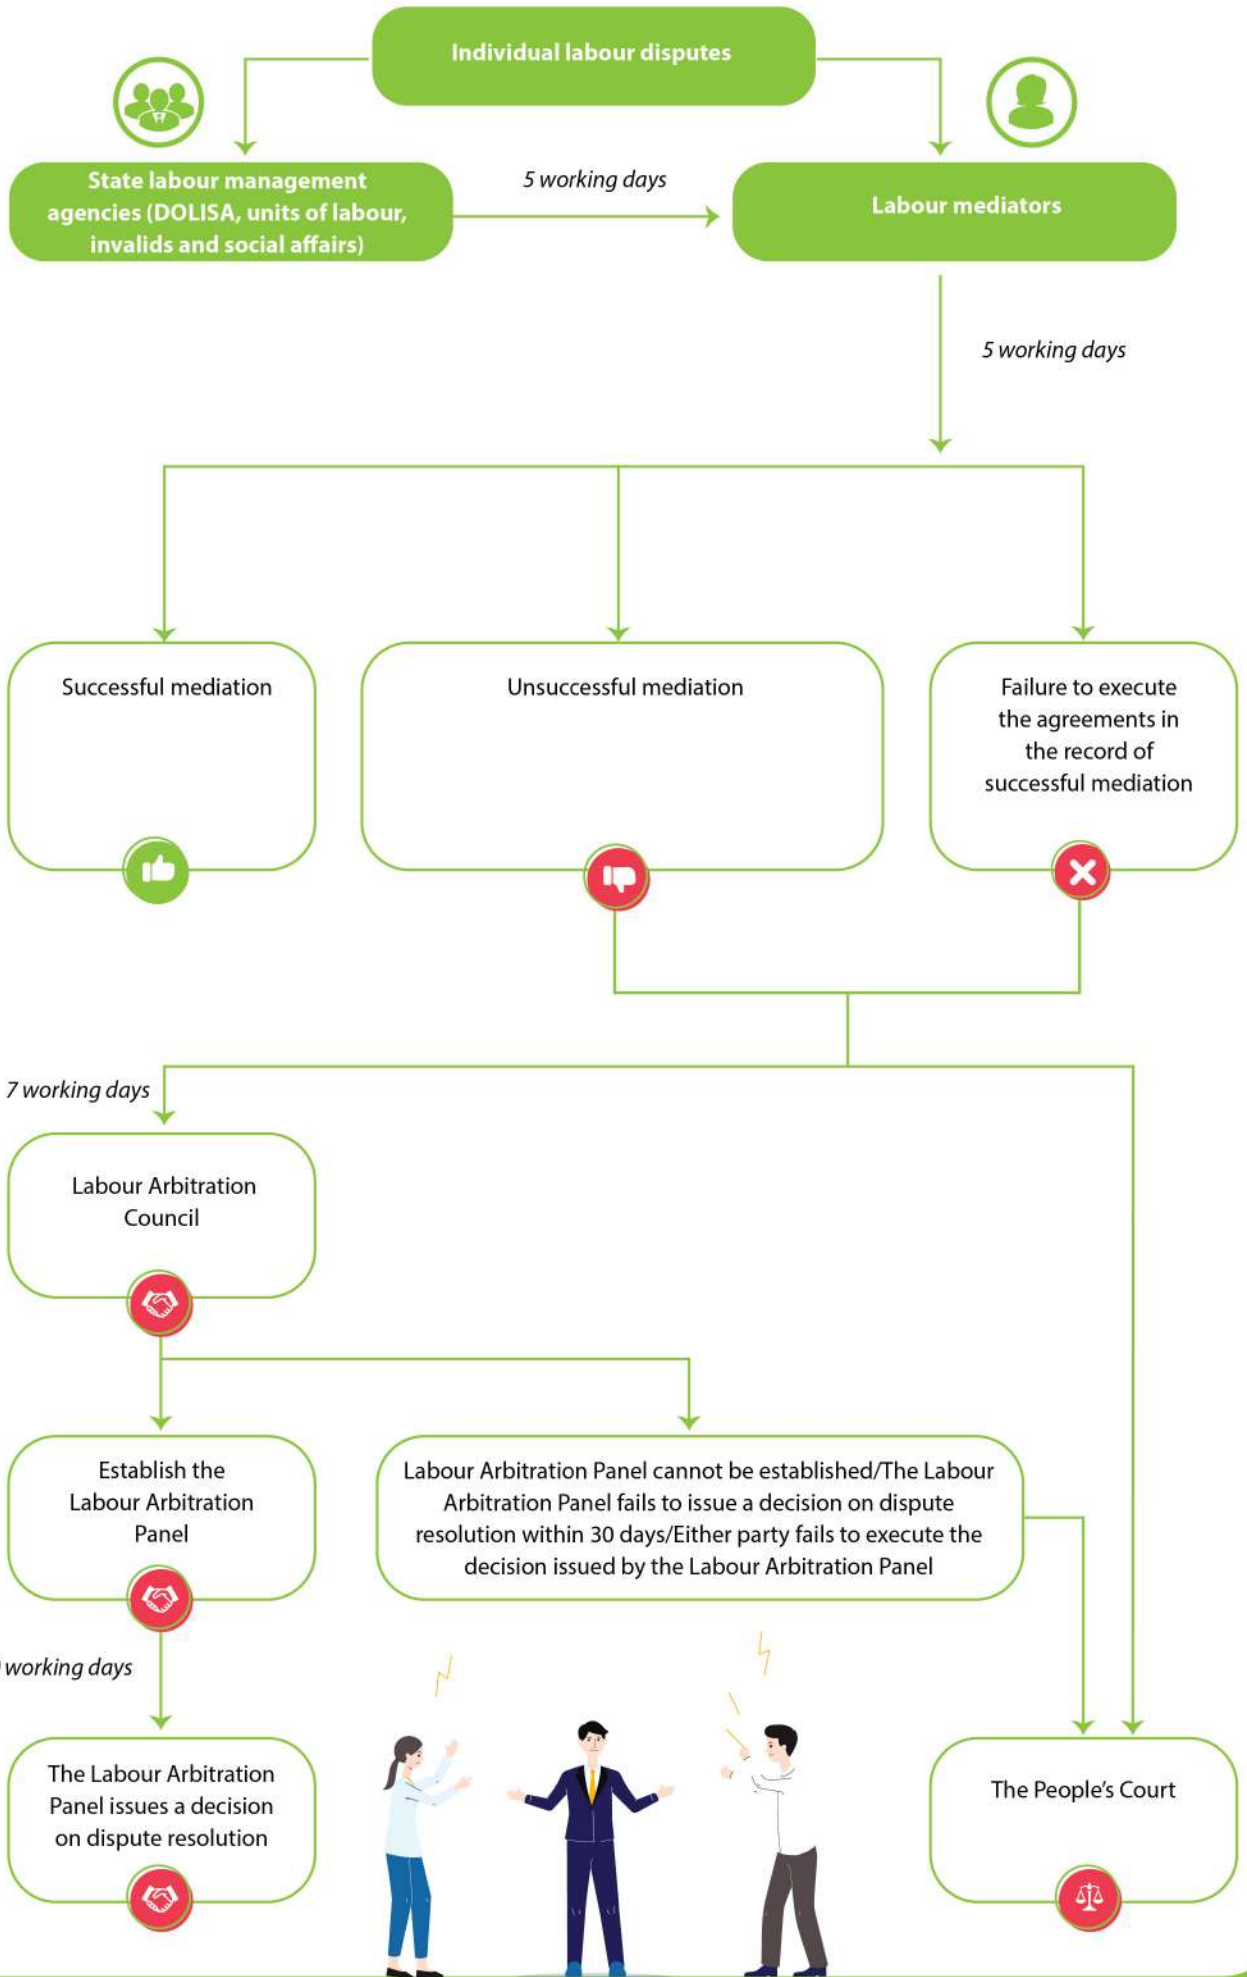 Individual labour disputes
State labour management
agencies (DOLISA, units of labour,
invalids and social affairs)
5 working days
Labour mediators
5 working days
Successful mediation
Unsuccessful mediation
Failure to execute
the agreements in
the record of
successful mediation
7 working days
Labour Arbitration
Council
Establish the
Labour Arbitration
Panel
Labour Arbitration Panel cannot be established/The Labour
Arbitration Panel fails to issue a decision on dispute
resolution within 30 days/Either party fails to execute the
decision issued by the Labour Arbitration Panel
working days
The Labour Arbitration
Panel issues a decision
on dispute resolution
The People's Court